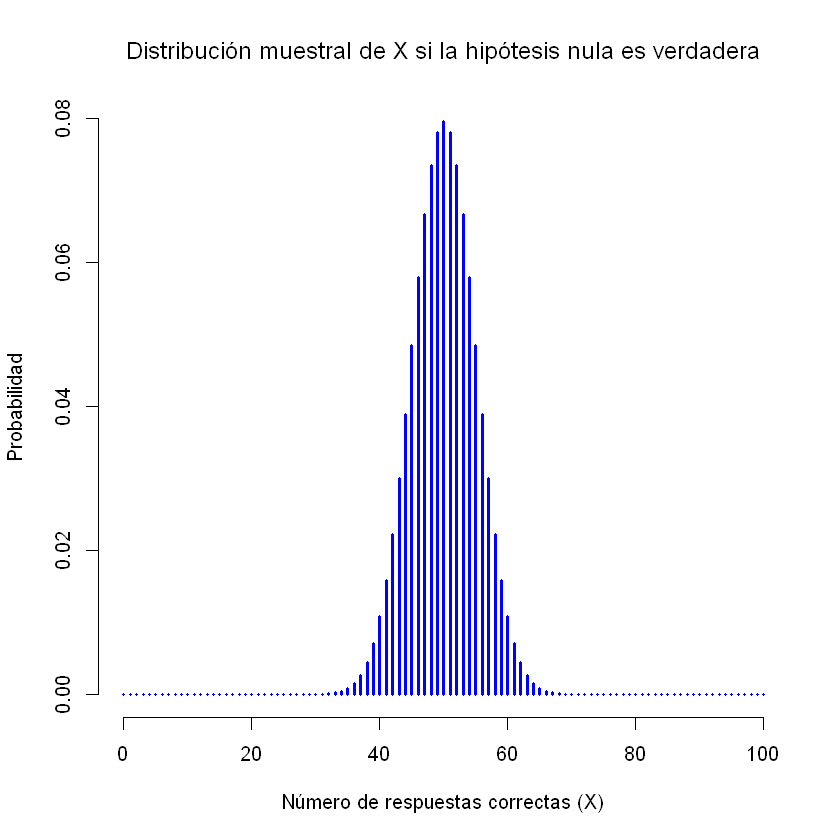 Distribución muestral de X si la hipótesis nula es verdadera
0.08
0.06
0.04
0.02
0.00
Probabilidad
0 20 40 60 80 100
Número de respuestas correctas (X)